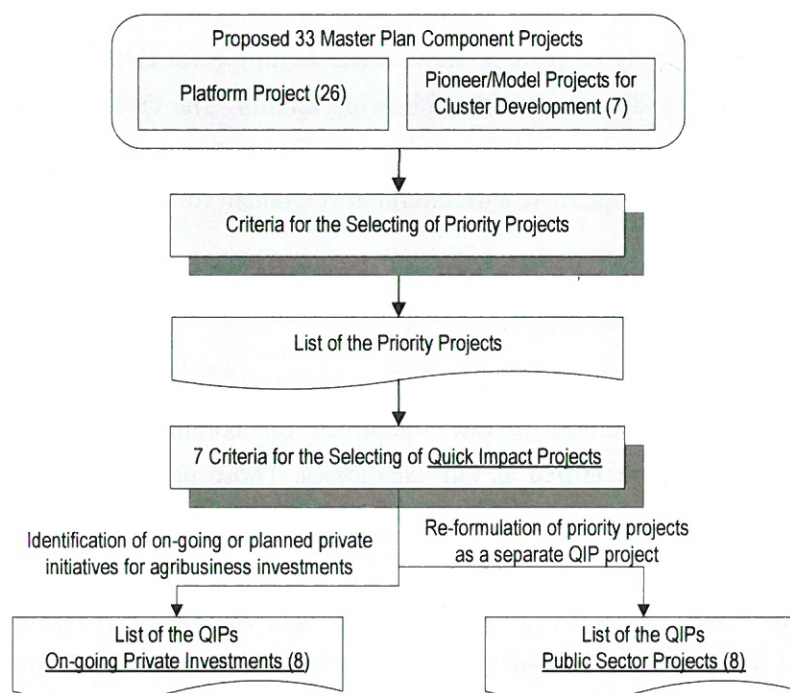 Proposed 33 Master Plan Component Projects
Platform Project (26)
Pioneer/Model Projects for
Cluster Development (7)
Criteria for the Selecting of Priority Projects
List of the Priority Projects
7 Criteria for the Selecting of Quick Impact Projects
Identification of on-going or planned private
initiatives for agribusiness investments
Re-formulation of priority projects
as a separate QIP project
List of the QIPs
On-going Private Investments (8)
List of the QIPs
Public Sector Projects (8)